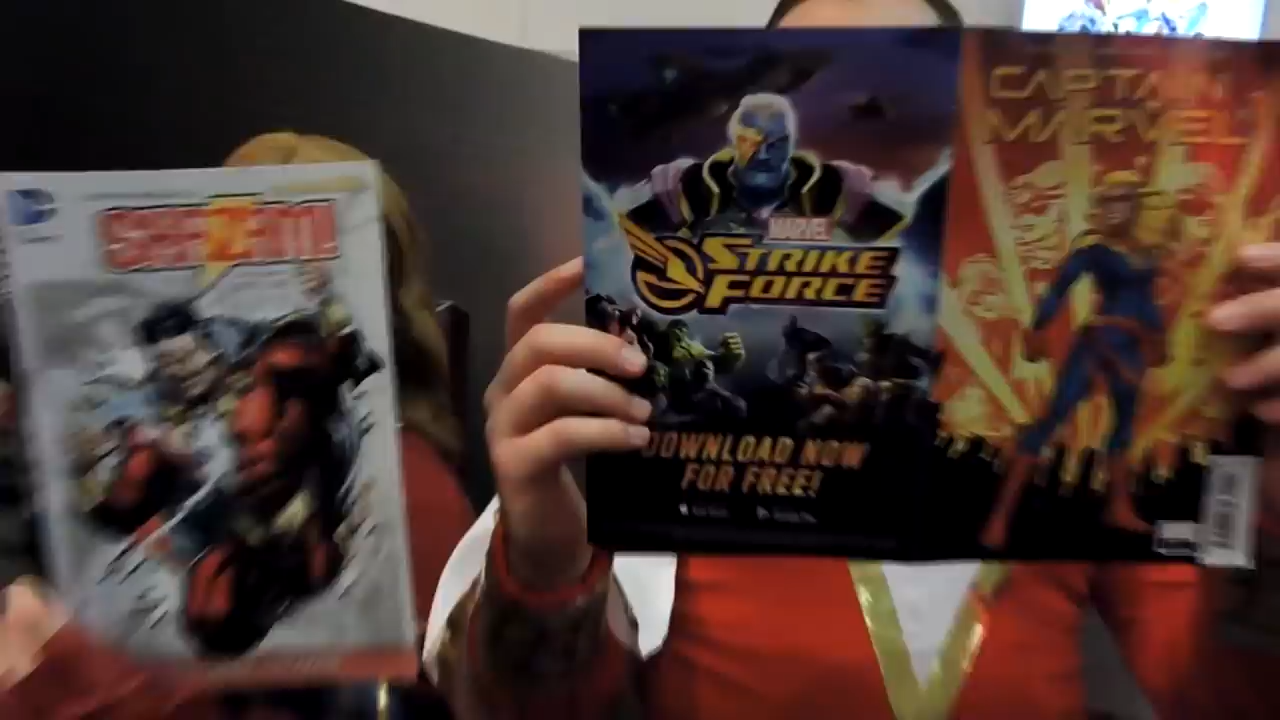 SHAZAM!
MARVEL
STRIKE
FORCE
DOWNLOAD NOW
FOR FREE!
CAPTAIN
MARVEL